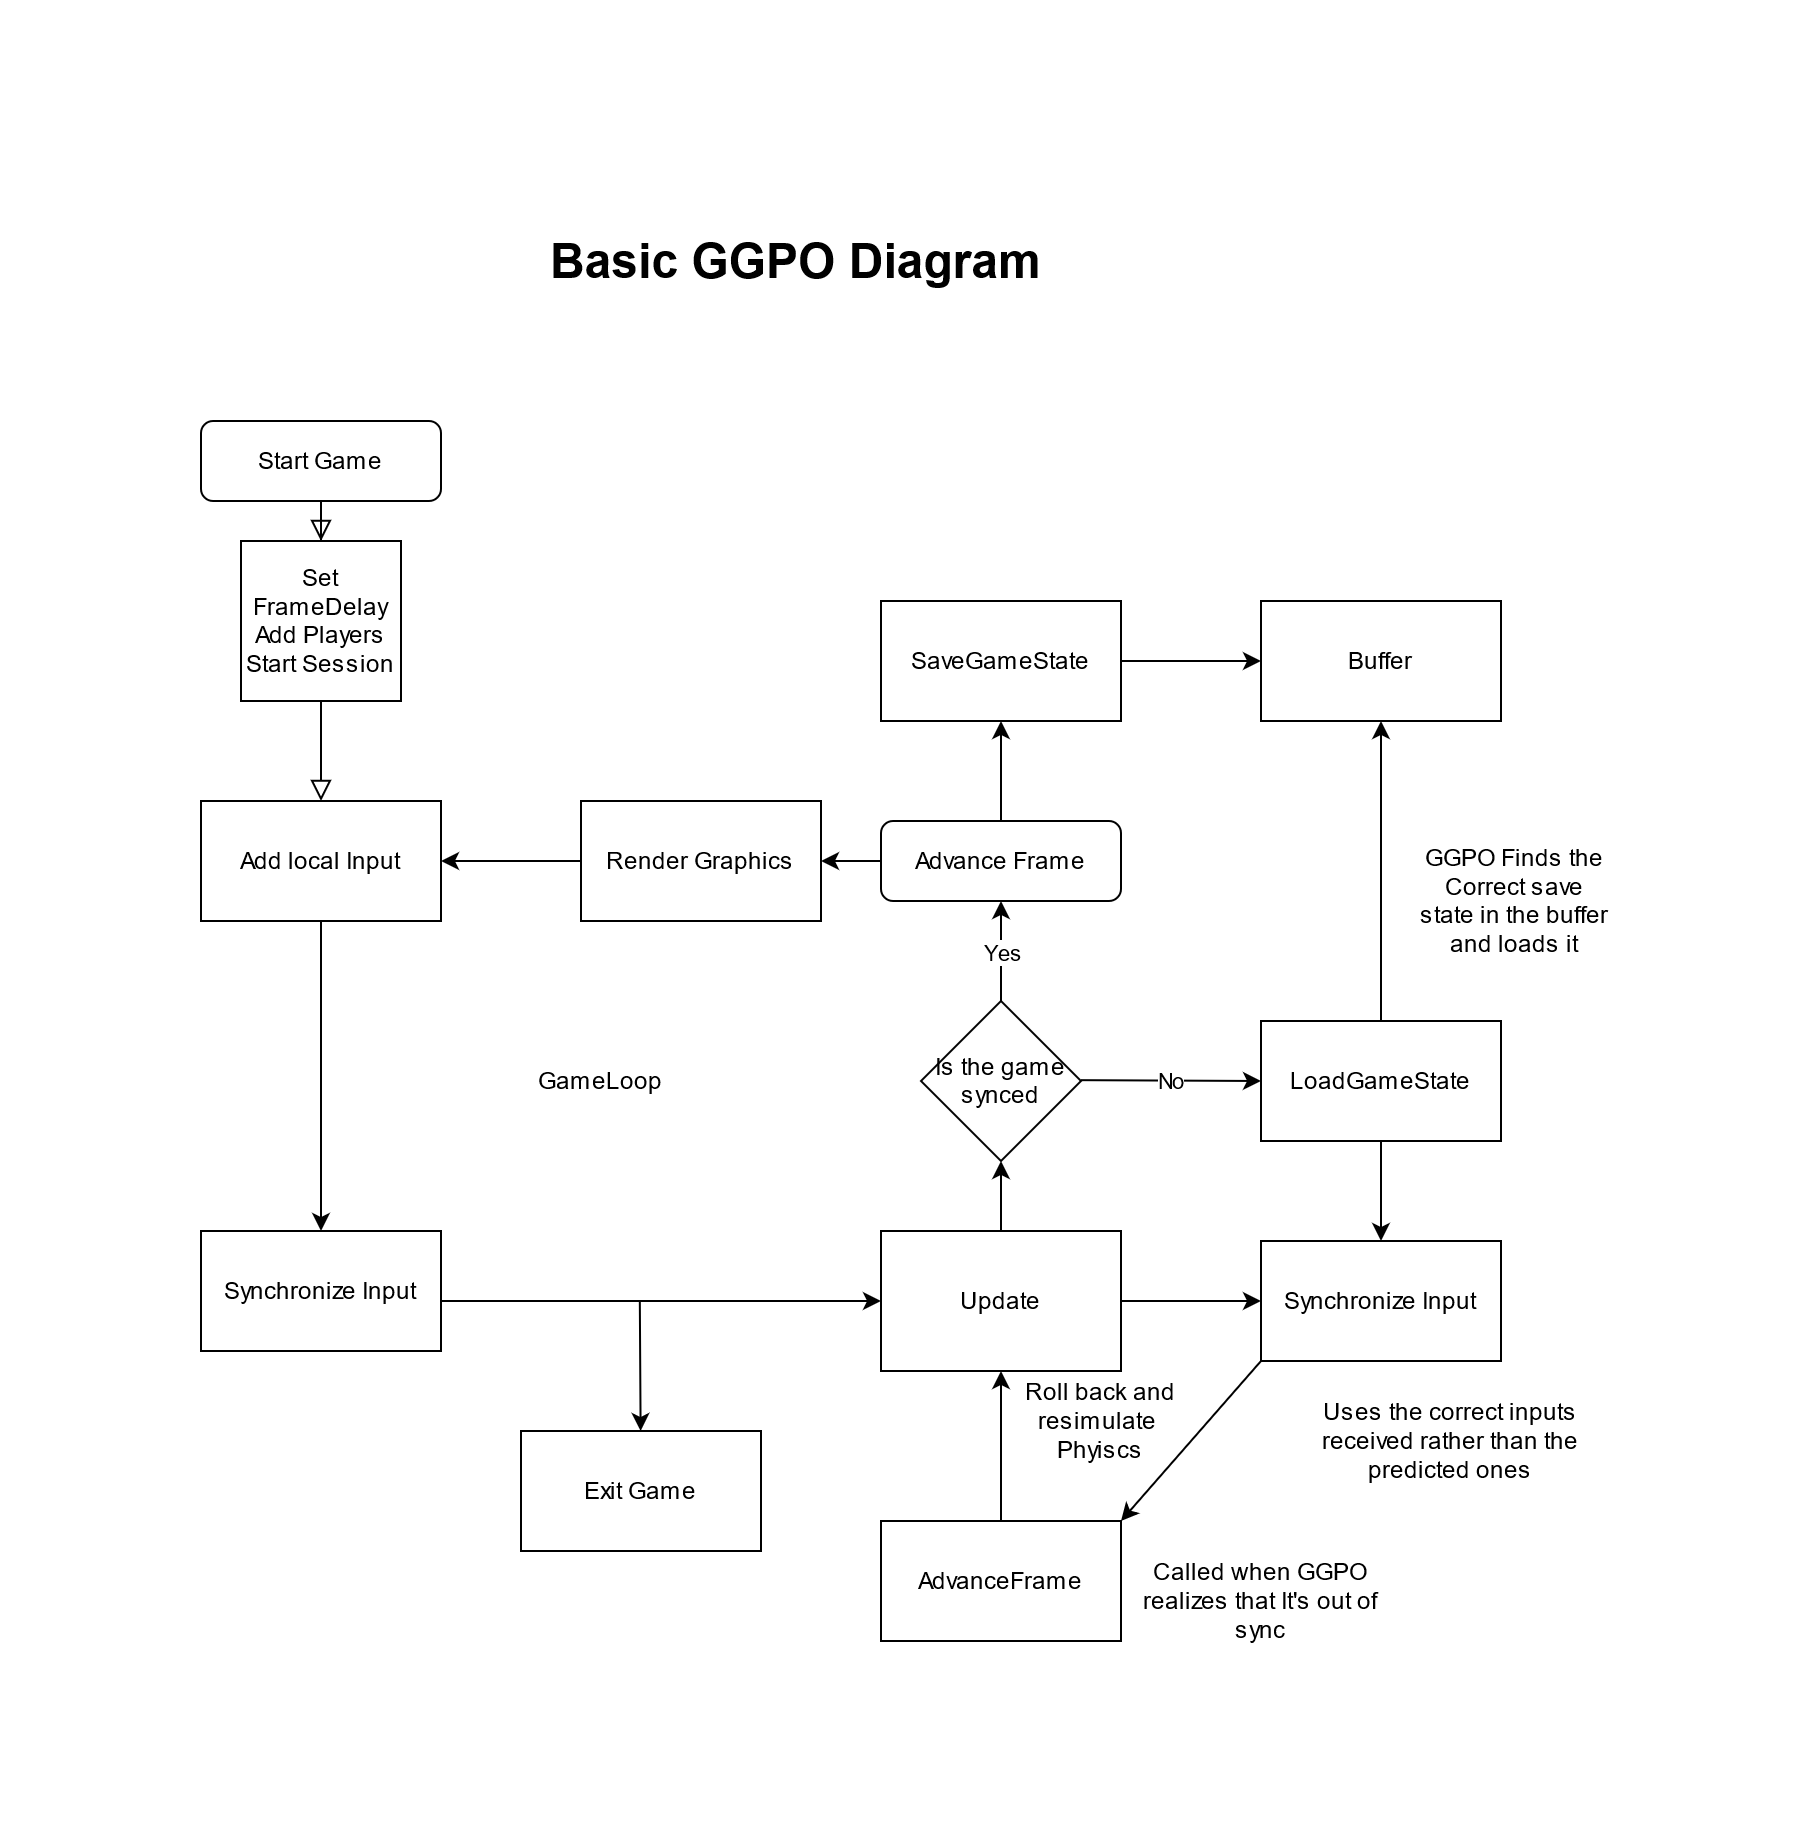 Basic GGPO Diagram
Start Game
Set
FrameDelay
Add Players
Start Session
SaveGameState
Buffer
Add local Input
Render Graphics
Advance Frame
GGPO Finds the
Correct save
state in the buffer
and loads it
Yes
Is the game
synced
No
LoadGameState
GameLoop
Synchronize Input
Update
Synchronize Input
Roll back and
resimulate
Phyiscs
Uses the correct inputs
received rather than the
predicted ones
Exit Game
AdvanceFrame
Called when GGPO
realizes that It's out of
sync